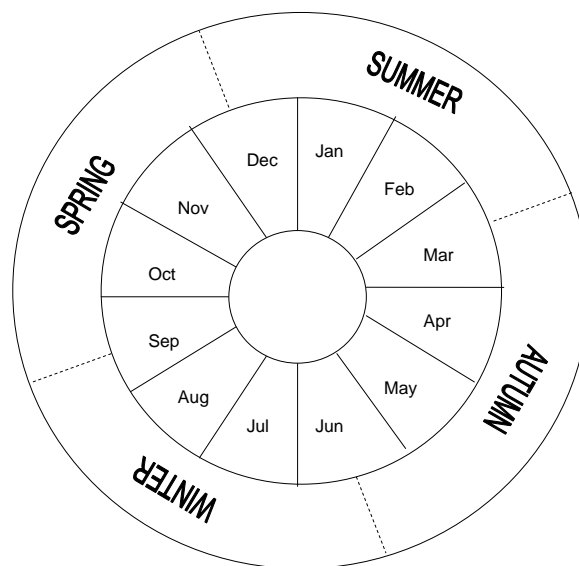 SUMMER
AUTUMN
WINTER
SPRING
Jan
Feb
Mar
Apr
May
Jun
Jul
Aug
Sep
Oct
Nov
Dec